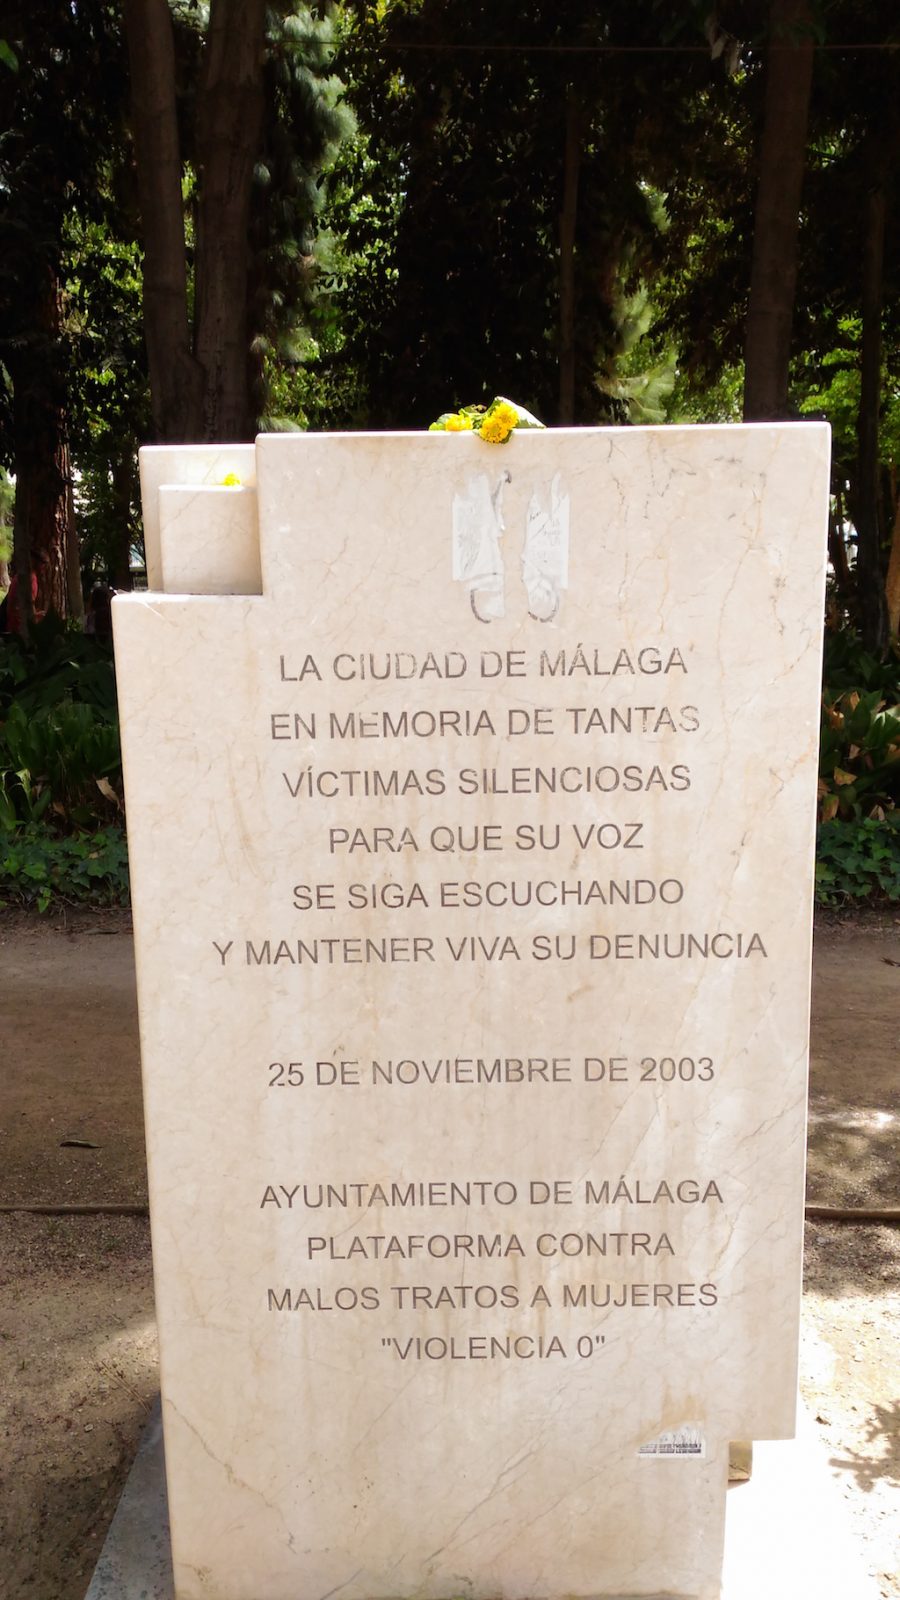 LA CIUDAD DE MÁLAGA
EN MEMORIA DE TANTAS
VÍCTIMAS SILENCIOSAS
PARA QUE SU VOZ
SE SIGA ESCUCHANDO
Y MANTENER VIVA SU DENUNCIA
25 DE NOVIEMBRE DE 2003
AYUNTAMIENTO DE MÁLAGA
PLATAFORMA CONTRA
MALOS TRATOS A MUJERES
"VIOLENCIA 0"